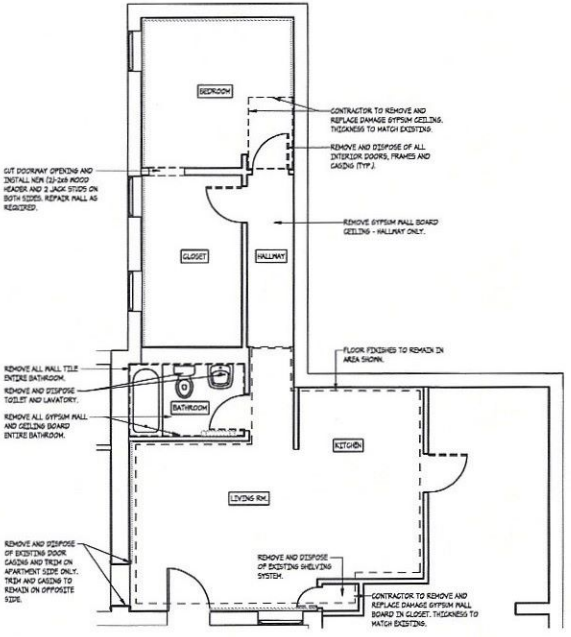 BEDROOM
CONTRACTOR TO REMOVE AND
REPLACE DAMAGE GYPSUM CEILING.
THICKNESS TO MATCH EXISTING.
REMOVE AND DISPOSE OF ALL
INTERIOR DOORS, FRAMES AND
CASING (TYP.).
CUT DOORWAY OPENING AND
INSTALL NEW (2)-2x6 WOOD
HEADER AND 2 JACK STUDS ON
BOTH SIDES. REPAIR WALL AS
REQUIRED.
REMOVE GYPSUM WALL BOARD
CEILING - HALLWAY ONLY.
CLOSET
HALLWAY
FLOOR FINISHES TO REMAIN IN
AREA SHOWN.
REMOVE ALL WALL TILE
ENTIRE BATHROOM.
REMOVE AND DISPOSE
TOILET AND LAVATORY.
REMOVE ALL GYPSUM WALL
AND CEILING BOARD
ENTIRE BATHROOM.
BATHROOM
KITCHEN
LIVING RM.
REMOVE AND DISPOSE
OF EXISTING DOOR
CASING AND TRIM ON
APARTMENT SIDE ONLY.
TRIM AND CASING TO
REMAIN ON OPPOSITE
SIDE.
REMOVE AND DISPOSE
OF EXISTING SHELVING
SYSTEM.
CONTRACTOR TO REMOVE AND
REPLACE DAMAGE GYPSUM WALL
BOARD IN CLOSET. THICKNESS TO
MATCH EXISTING.